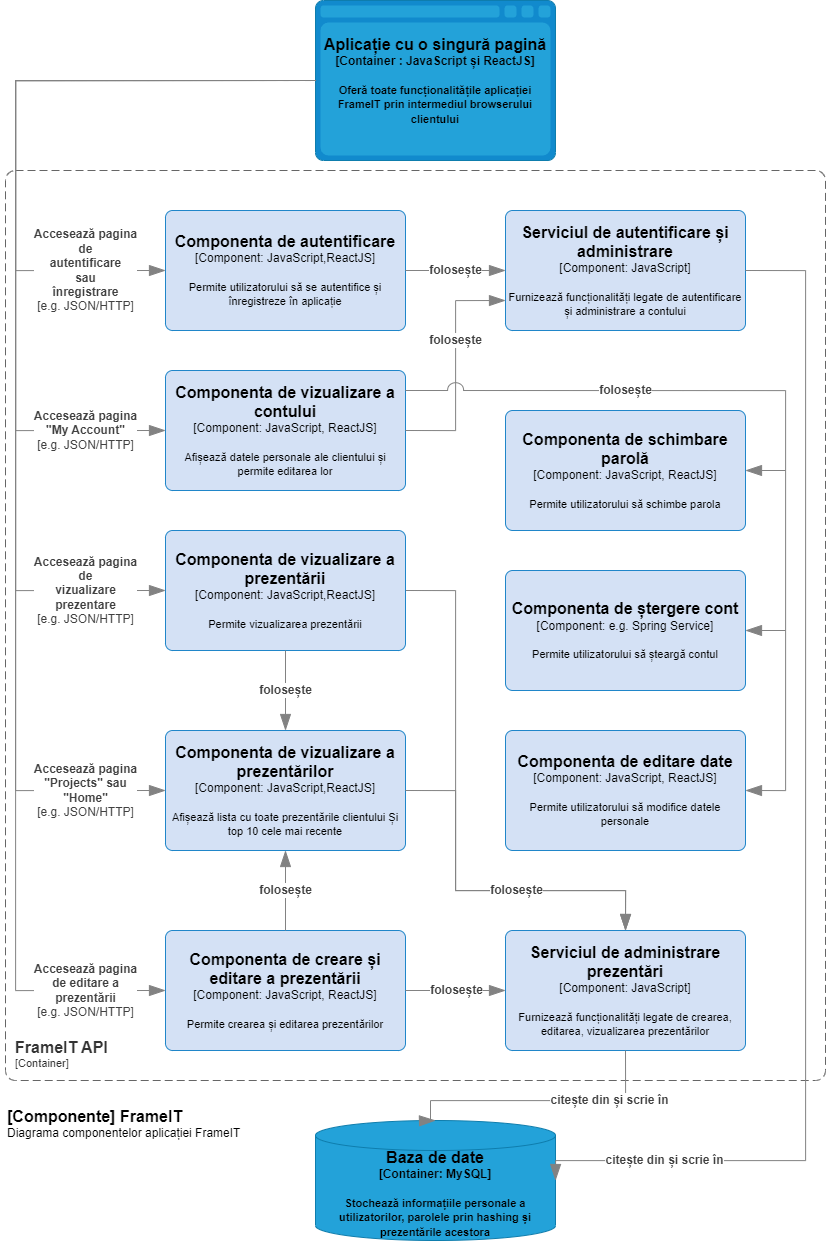 Aplicație cu o singură pagină
[Container : JavaScript și ReactJS]
Oferă toate funcționalitățile aplicației
FrameIT prin intermediul browserului
clientului
Accesează pagina
de
autentificare
sau
înregistrare
[e.g. JSON/HTTP]
Componenta de autentificare
[Component: JavaScript,ReactJS]
Permite utilizatorului să se autentifice și
înregistreze în aplicație
folosește
Serviciul de autentificare și
administrare
[Component: JavaScript]
Furnizează funcționalități legate de autentificare
și administrare a contului
folosește
Accesează pagina
"My Account"
[e.g. JSON/HTTP]
Componenta de vizualizare a
contului
[Component: JavaScript, ReactJS]
Afișează datele personale ale clientului și
permite editarea lor
folosește
Componenta de schimbare
parolă
[Component: JavaScript, ReactJS]
Permite utilizatorului să schimbe parola
Accesează pagina
de
vizualizare
prezentare
[e.g. JSON/HTTP]
Componenta de vizualizare a
prezentării
[Component: JavaScript,ReactJS]
Permite vizualizarea prezentării
Componenta de ștergere cont
[Component: e.g. Spring Service]
Permite utilizatorului să șteargă contul
folosește
Accesează pagina
"Projects" sau
"Home"
[e.g. JSON/HTTP]
Componenta de vizualizare a
prezentărilor
[Component: JavaScript,ReactJS]
Afișează lista cu toate prezentările clientului Și
top 10 cele mai recente
Componenta de editare date
[Component: JavaScript, ReactJS]
Permite utilizatorului să modifice datele
personale
folosește
folosește
Accesează pagina
de editare a
prezentării
[e.g. JSON/HTTP]
Componenta de creare și
editare a prezentării
[Component: JavaScript, ReactJS]
Permite crearea și editarea prezentărilor
folosește
Serviciul de administrare
prezentări
[Component: JavaScript]
Furnizează funcționalități legate de crearea,
editarea, vizualizarea prezentărilor
FrameIT API
[Container]
citește din și scrie în
[Componente] FrameIT
Diagrama componentelor aplicației FrameIT
Baza de date
[Container: MySQL]
Stochează informațiile personale a
utilizatorilor, parolele prin hashing și
prezentările acestora
citește din și scrie în